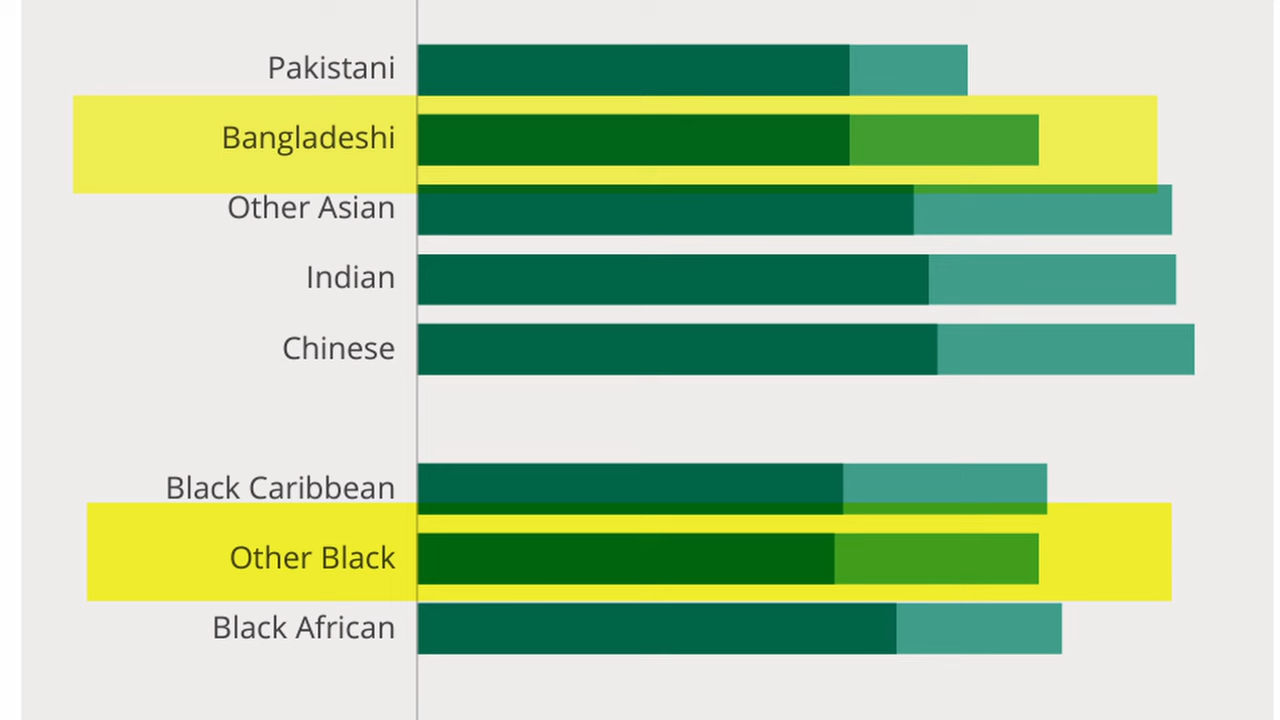 Pakistani
Bangladeshi
Other Asian
Indian
Chinese
Black Caribbean
Other Black
Black African